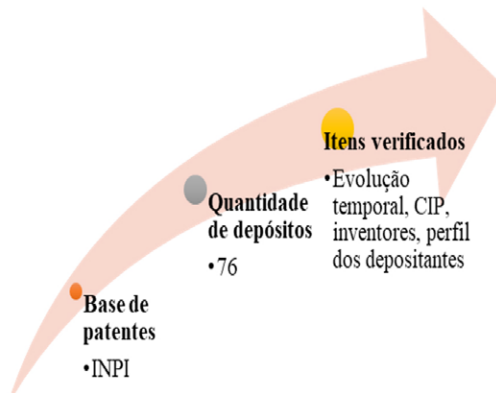 Base de
patentes
•INPI
Quantidade
de depósitos
•76
Itens verificados
•Evolução
temporal, CIP,
inventores, perfil
dos depositantes